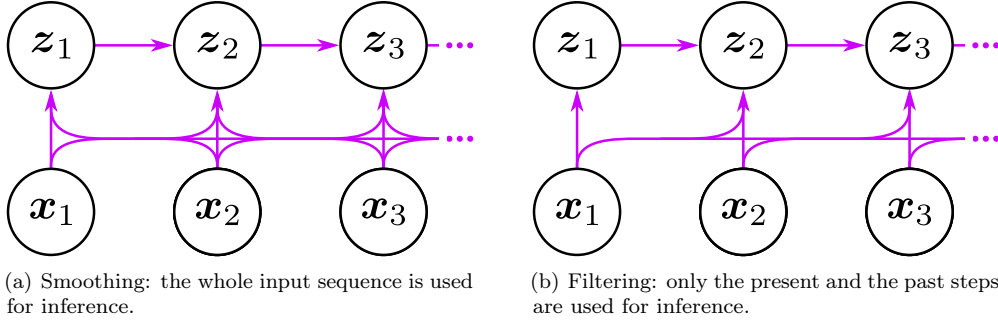 z₁ z₂ z₃ ··· z₁ z₂ z₃ ···
··· ···
x₁ x₂ x₃ x₁ x₂ x₃
(a) Smoothing: the whole input sequence is used
for inference.
(b) Filtering: only the present and the past steps
are used for inference.